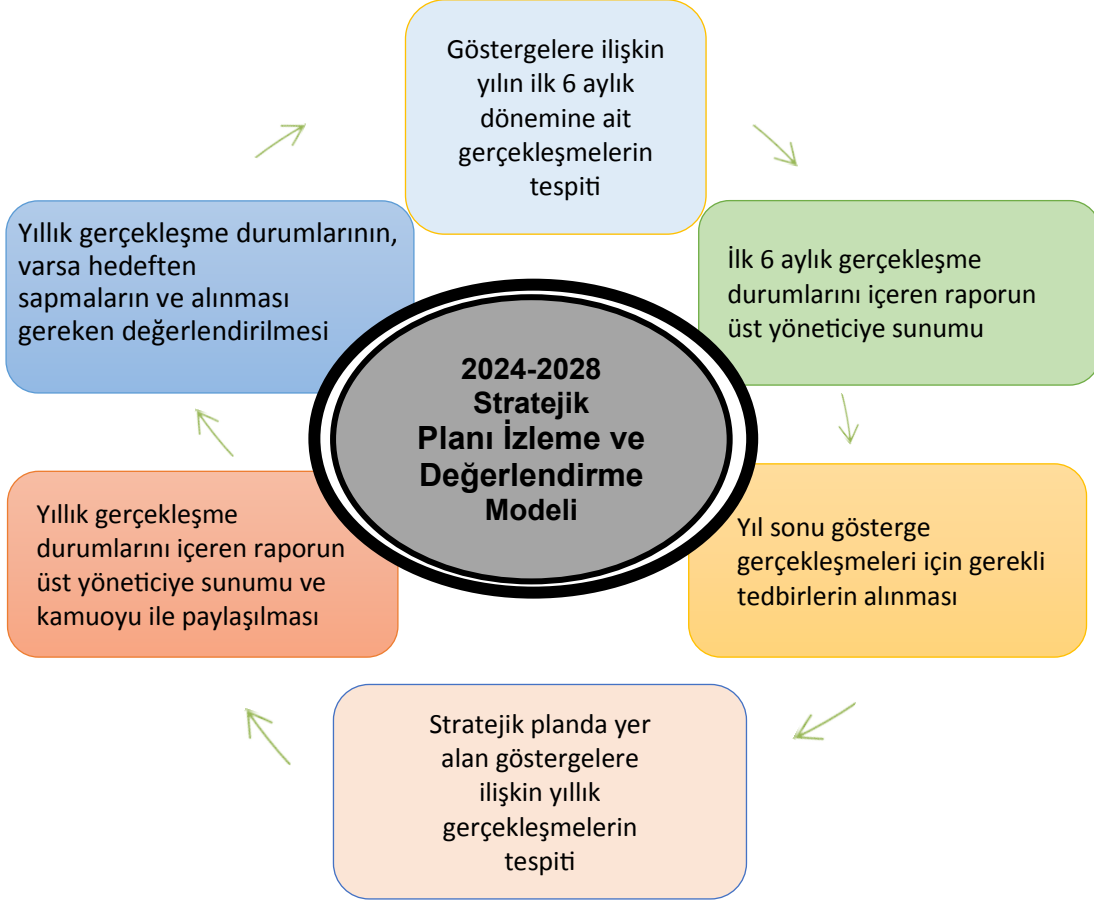 Göstergelere ilişkin
yılın ilk 6 aylık
dönemine ait
gerçekleşmelerin
tespiti
İlk 6 aylık gerçekleşme
durumlarını içeren raporun
üst yöneticiye sunumu
Yıl sonu gösterge
gerçekleşmeleri için gerekli
tedbirlerin alınması
Stratejik planda yer
alan göstergelere
ilişkin yıllık
gerçekleşmelerin
tespiti
Yıllık gerçekleşme
durumlarını içeren raporun
üst yöneticiye sunumu ve
kamuoyu ile paylaşılması
Yıllık gerçekleşme durumlarının,
varsa hedeften
sapmaların ve alınması
gereken değerlendirilmesi
2024-2028
Stratejik
Planı İzleme ve
Değerlendirme
Modeli